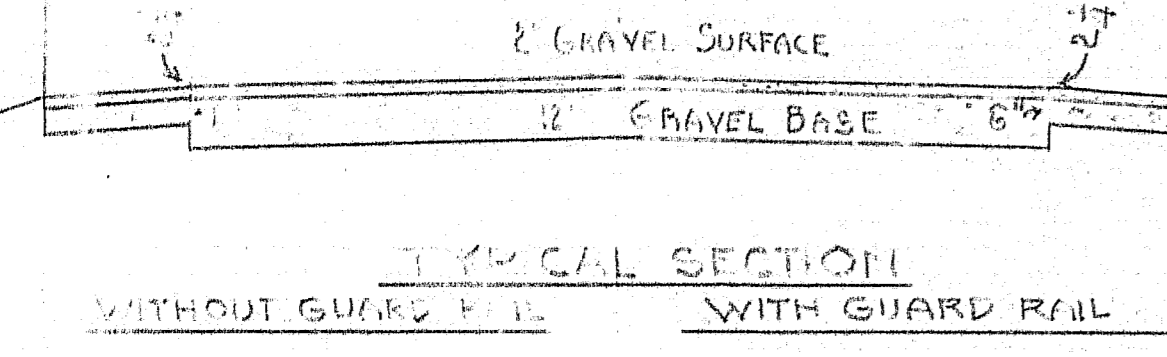 2" GRAVEL SURFACE
12" GRAVEL BASE 6"
TYPICAL SECTION
WITHOUT GUARD RAIL WITH GUARD RAIL